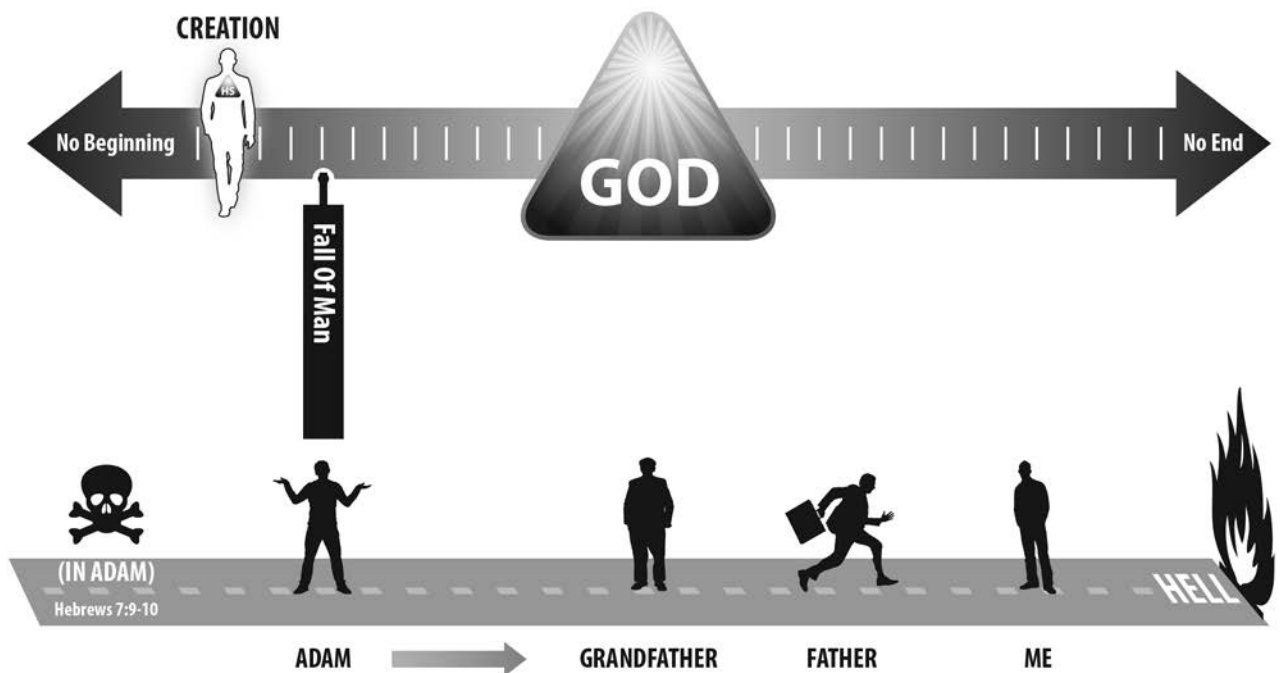 CREATION
HS
No Beginning
GOD
No End
Fall Of Man
(IN ADAM)
Hebrews 7:9-10
HELL
ADAM
GRANDFATHER
FATHER
ME